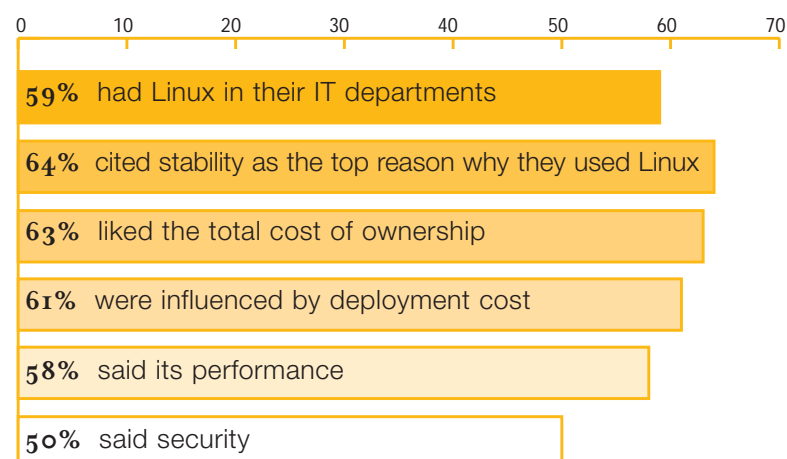 0 10 20 30 40 50 60 70
59% had Linux in their IT departments
64% cited stability as the top reason why they used Linux
63% liked the total cost of ownership
61% were influenced by deployment cost
58% said its performance
50% said security